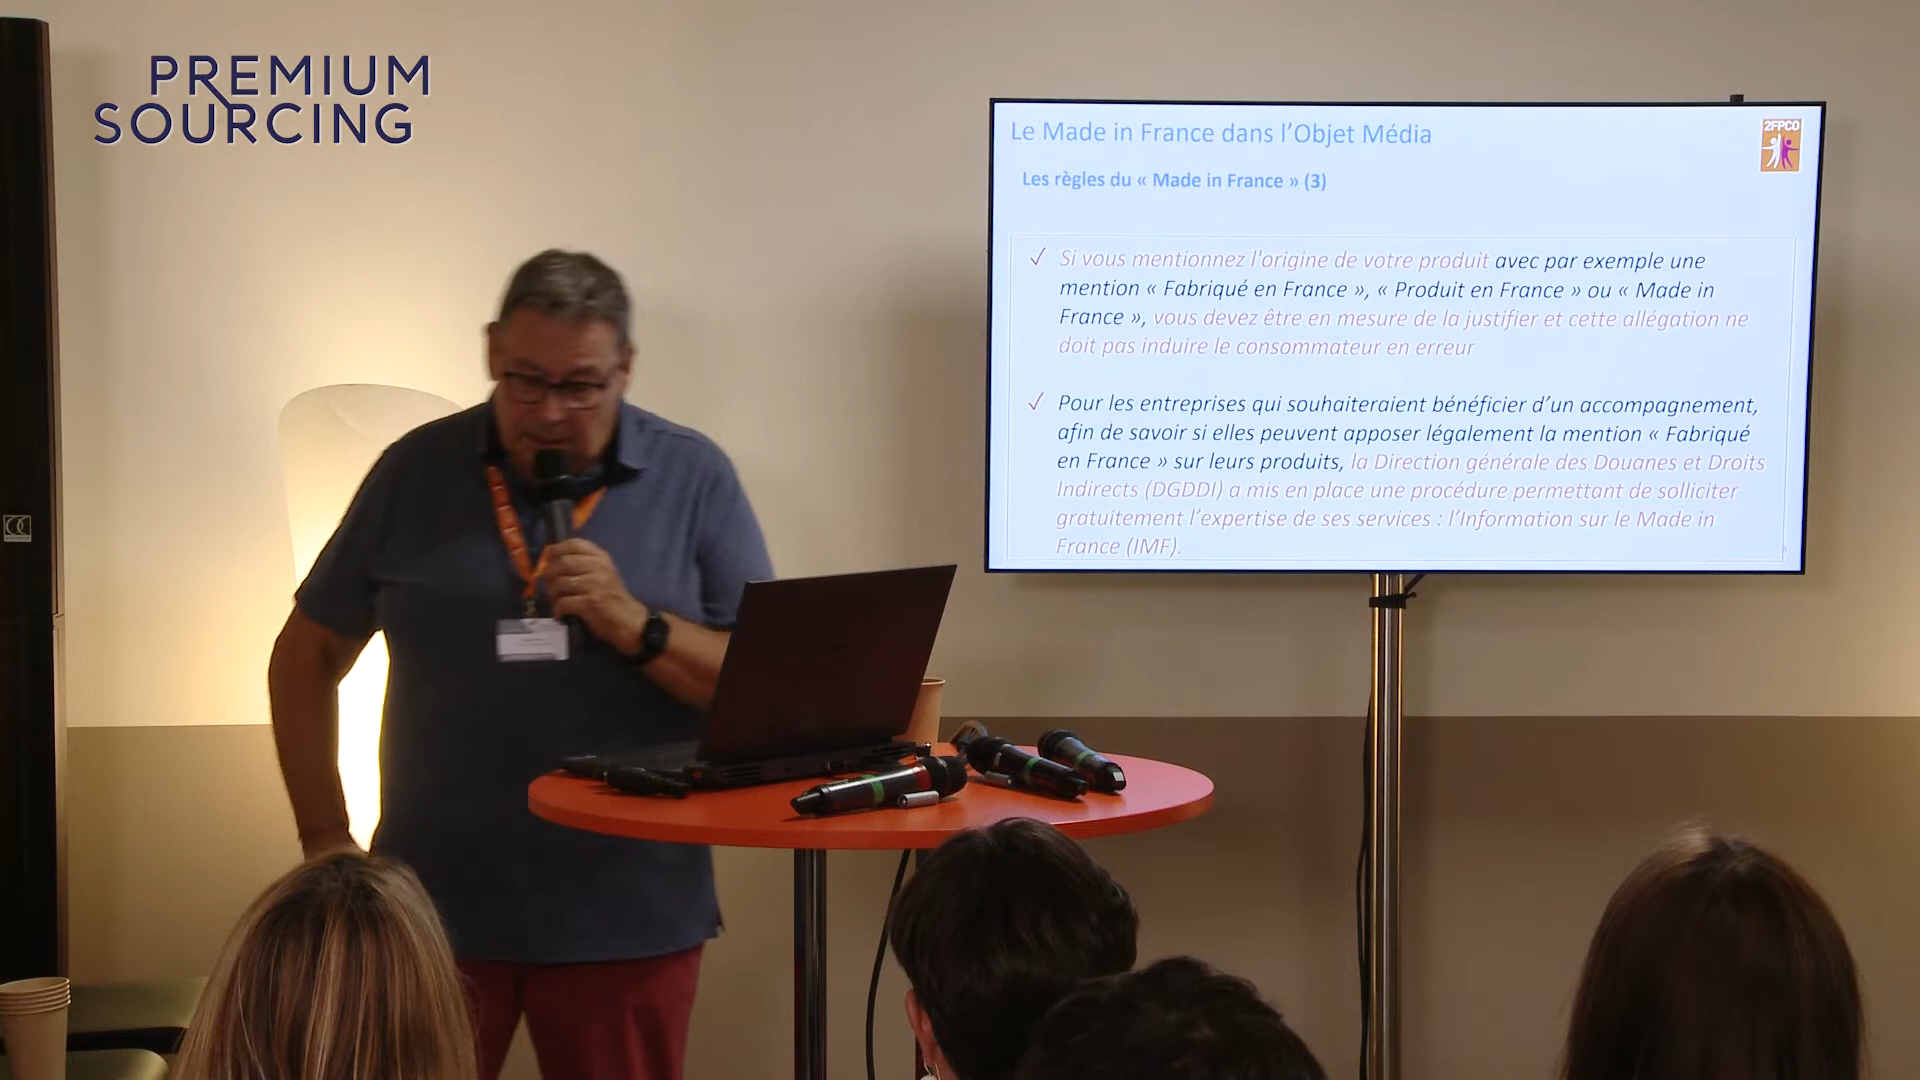 PREMIUM
SOURCING
Le Made in France dans l’Objet Média
2FPCO
Les règles du « Made in France » (3)
✓ Si vous mentionnez l'origine de votre produit avec par exemple une
mention « Fabriqué en France », « Produit en France » ou « Made in
France », vous devez être en mesure de la justifier et cette allégation ne
doit pas induire le consommateur en erreur
✓ Pour les entreprises qui souhaiteraient bénéficier d’un accompagnement,
afin de savoir si elles peuvent apposer légalement la mention « Fabriqué
en France » sur leurs produits, la Direction générale des Douanes et Droits
Indirects (DGDDI) a mis en place une procédure permettant de solliciter
gratuitement l’expertise de ses services : l’Information sur le Made in
France (IMF).